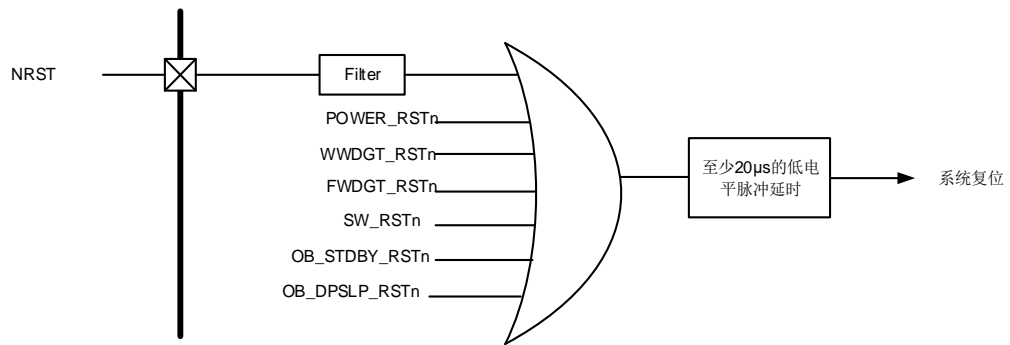 NRST
Filter
POWER_RSTn
WWDGT_RSTn
FWDGT_RSTn
SW_RSTn
OB_STDBY_RSTn
OB_DPSLP_RSTn
至少20μs的低电
平脉冲延时
系统复位